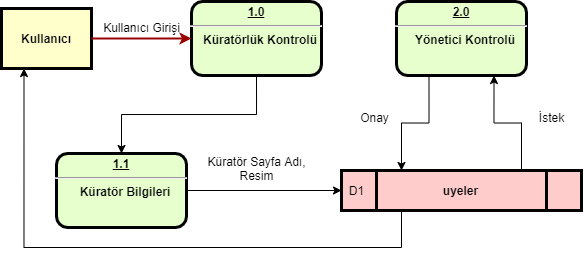 Kullanıcı
Kullanıcı Girişi
1.0
Küratörlük Kontrolü
2.0
Yönetici Kontrolü
Onay
İstek
1.1
Küratör Bilgileri
Küratör Sayfa Adı,
Resim
D1
uyeler